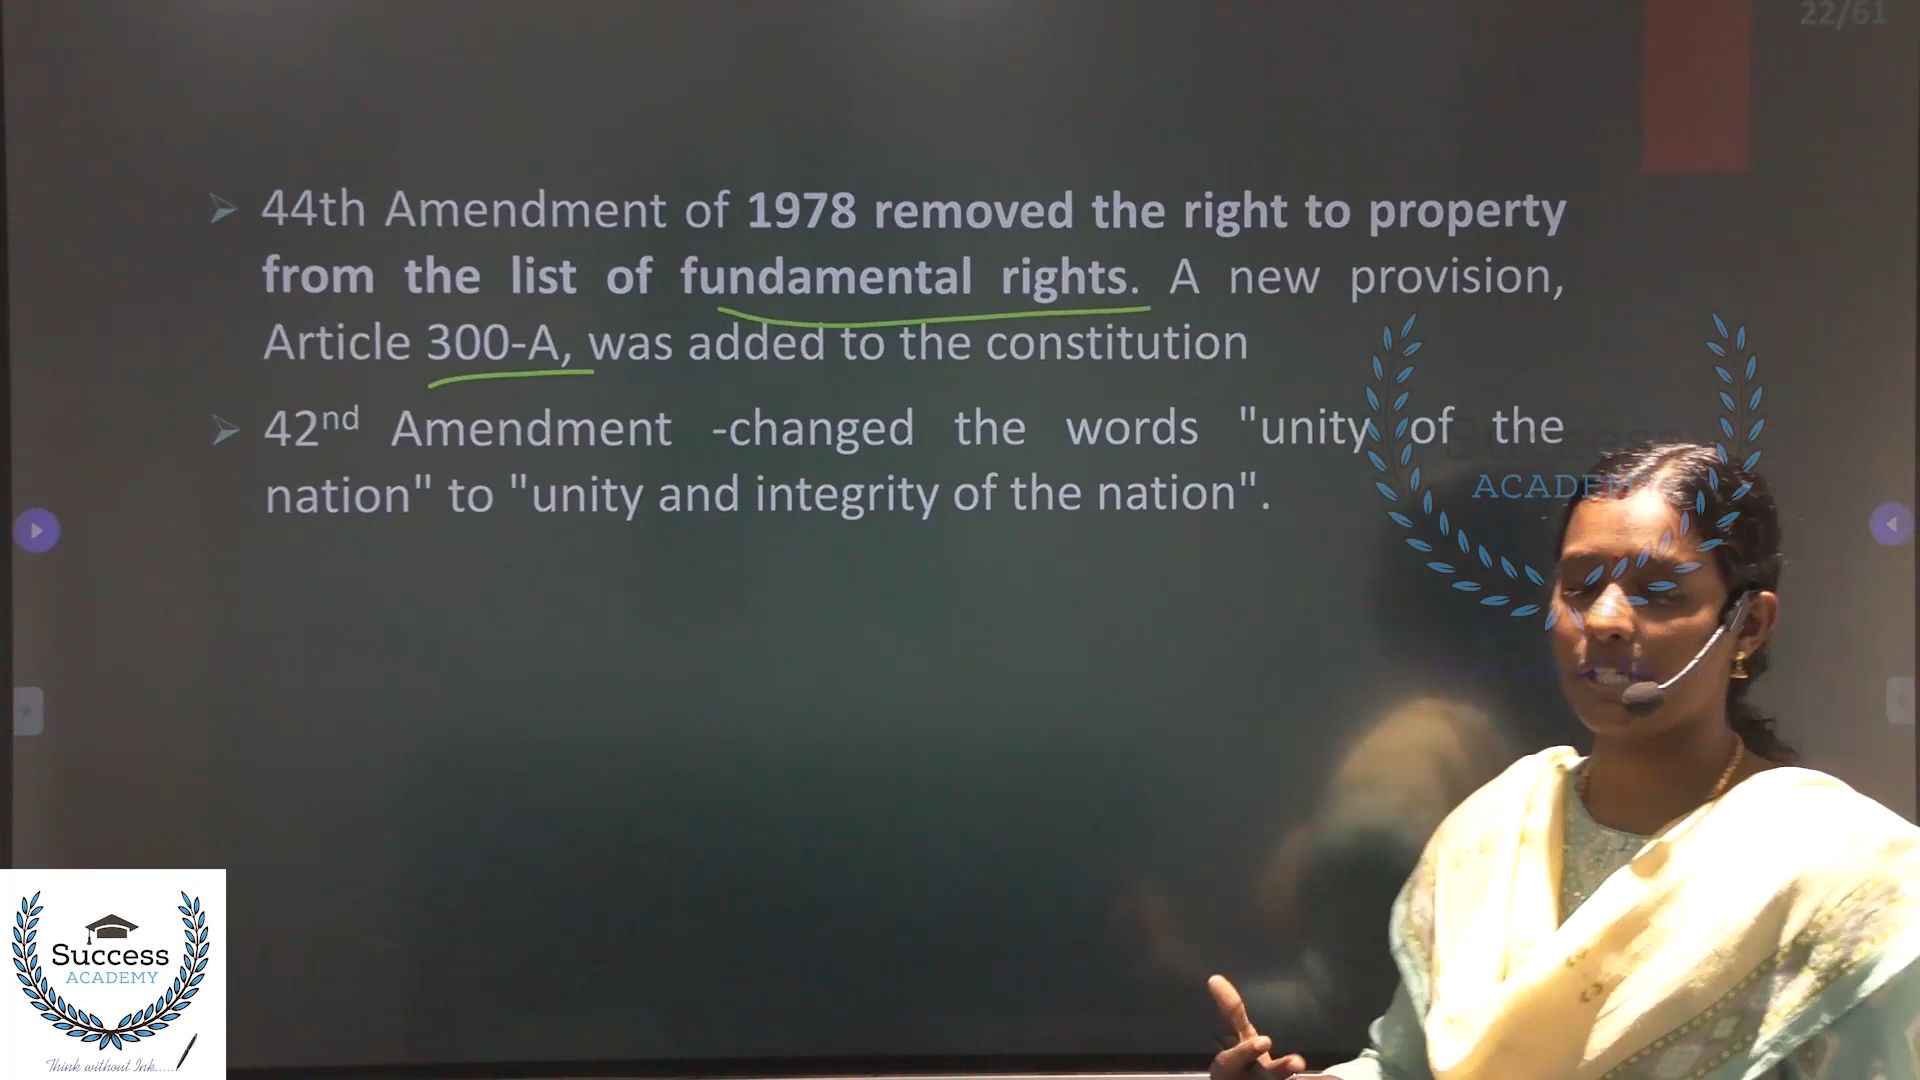 22/61
44th Amendment of 1978 removed the right to property
from the list of fundamental rights. A new provision,
Article 300-A, was added to the constitution
42nd Amendment -changed the words "unity of the
nation" to "unity and integrity of the nation".
Success
ACADEMY
Success
ACADEMY
Think without Ink......